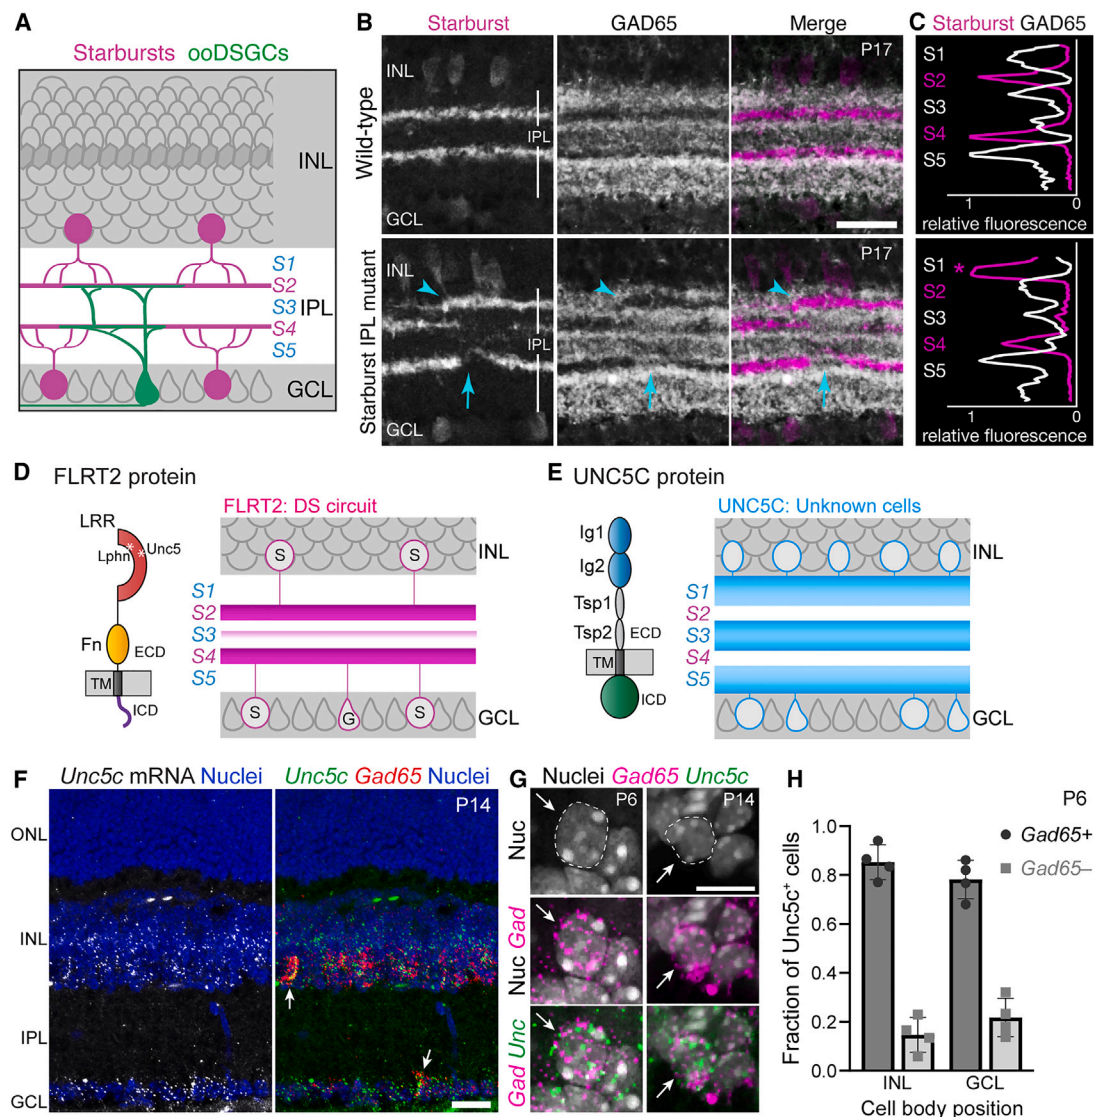 A
Starbursts ooDSGCs
INL
S1
S2
S3 IPL
S4
S5
GCL
B
Starburst GAD65 Merge
Wild-type
INL
IPL
GCL
P17
Starburst IPL mutant
INL
IPL
GCL
P17
C
Starburst GAD65
S1
S2
S3
S4
S5
1 0
relative fluorescence
S1 *
S2
S3
S4
S5
1 0
relative fluorescence
D FLRT2 protein
LRR
Lphn * * Unc5
Fn
ECD
TM
ICD
FLRT2: DS circuit
S S
INL
S1
S2
S3
S4
S5
S G S
GCL
E UNC5C protein
Ig1
Ig2
Tsp1
Tsp2 ECD
TM
ICD
UNC5C: Unknown cells
INL
S1
S2
S3
S4
S5
GCL
F
Unc5c mRNA Nuclei Unc5c Gad65 Nuclei
P14
ONL
INL
IPL
GCL
G
Nuclei Gad65 Unc5c
P6 P14
Nuc
Nuc Gad
Gad Unc
H
P6
Gad65+
Gad65–
Fraction of Unc5c+ cells
1.0
0.8
0.6
0.4
0.2
0.0
INL GCL
Cell body position